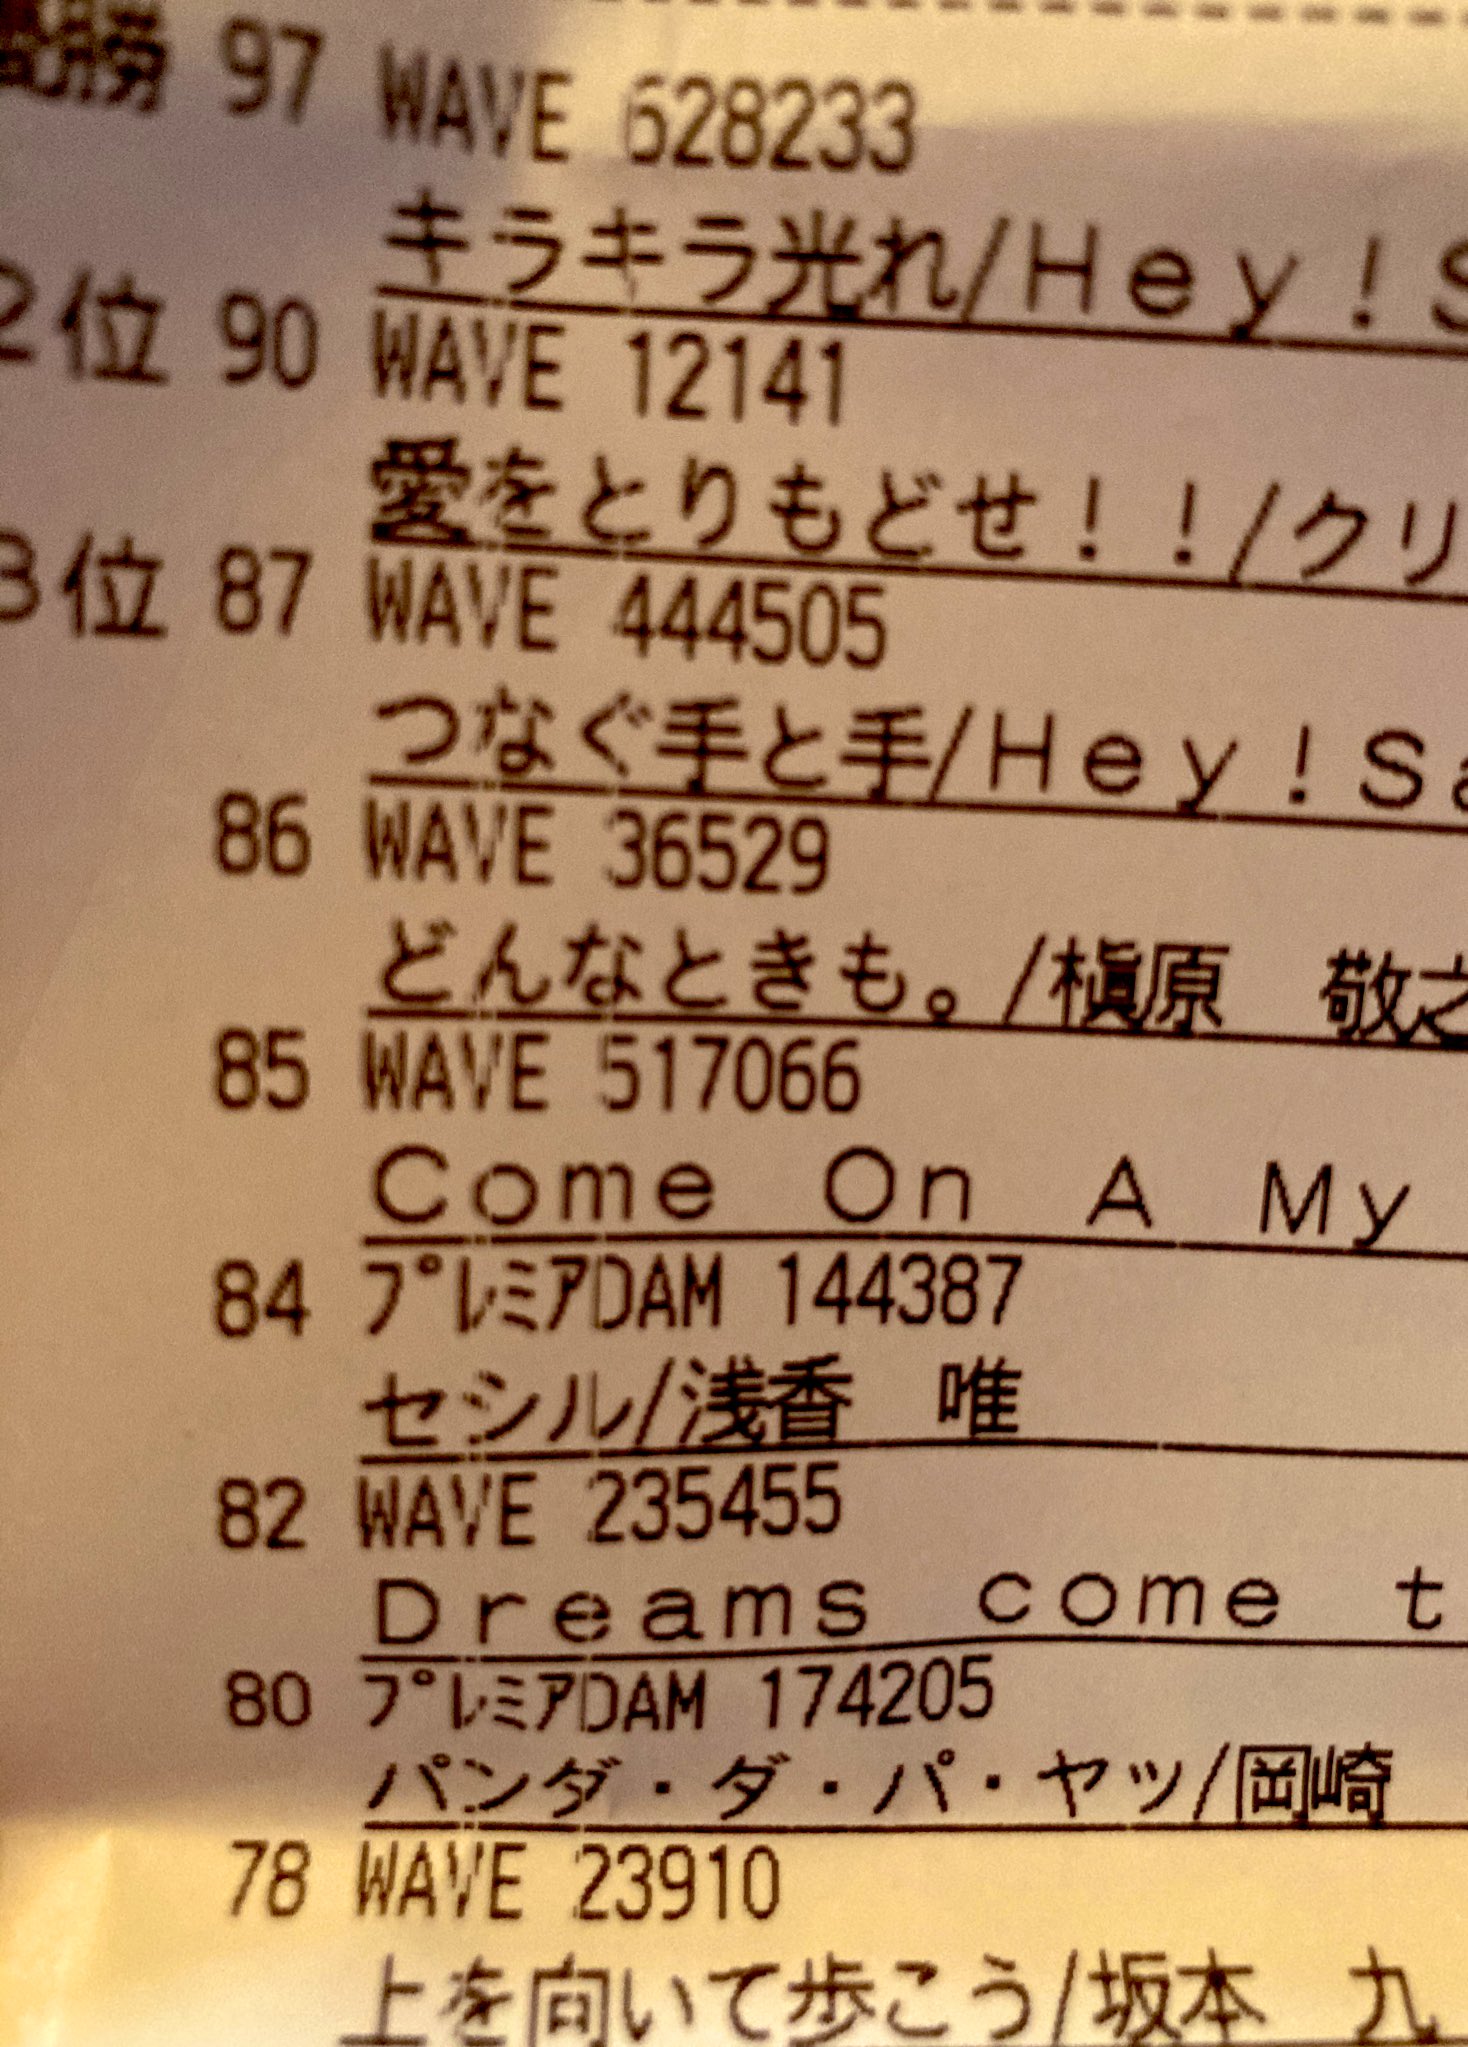 優勝 97 WAVE 628233
キラキラ光れ/Hey!S
2位 90 WAVE 12141
愛をとりもどせ!!/クリ
3位 87 WAVE 444505
つなぐ手と手/Hey!Sa
86 WAVE 36529
どんなときも。/槇原 敬之
85 WAVE 517066
Come On A My
84 プレミアDAM 144387
セシル/浅香 唯
82 WAVE 235455
Dreams come t
80 プレミアDAM 174205
パンダ・ダ・パ・ヤッ/岡崎
78 WAVE 23910
上を向いて歩こう/坂本 九